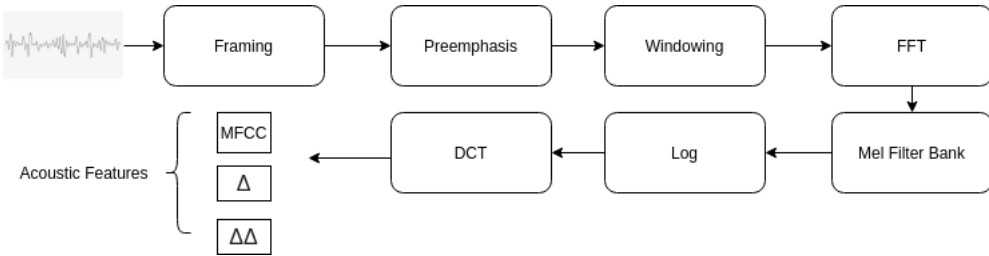 Framing
Preemphasis
Windowing
FFT
Mel Filter Bank
Log
DCT
MFCC
Δ
ΔΔ
Acoustic Features